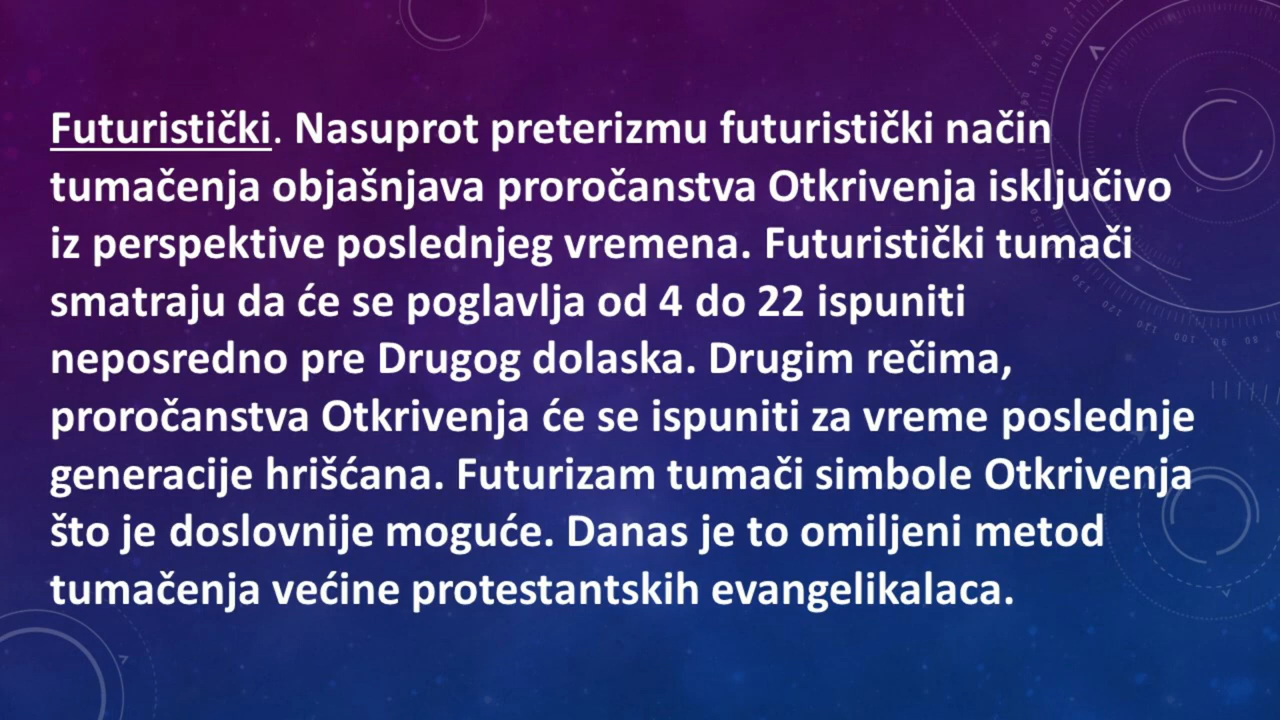 Futuristički. Nasuprot preterizmu futuristički način
tumačenja objašnjava proročanstva Otkrivenja isključivo
iz perspektive poslednjeg vremena. Futuristički tumači
smatraju da će se poglavlja od 4 do 22 ispuniti
neposredno pre Drugog dolaska. Drugim rečima,
proročanstva Otkrivenja će se ispuniti za vreme poslednje
generacije hrišćana. Futurizam tumači simbole Otkrivenja
što je doslovnije moguće. Danas je to omiljeni metod
tumačenja većine protestantskih evangelikalaca.